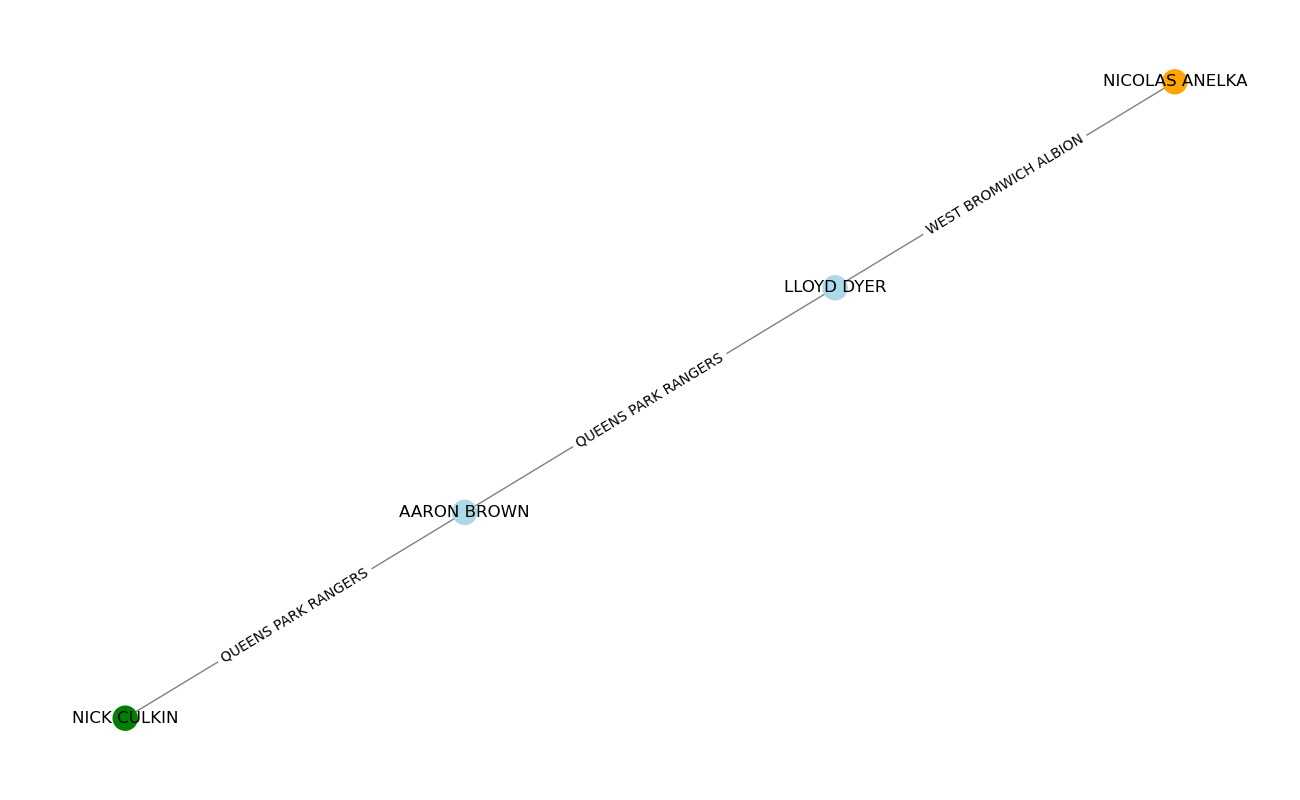 NICOLAS ANELKA
WEST BROMWICH ALBION
LLOYD DYER
QUEENS PARK RANGERS
AARON BROWN
QUEENS PARK RANGERS
NICK CULKIN